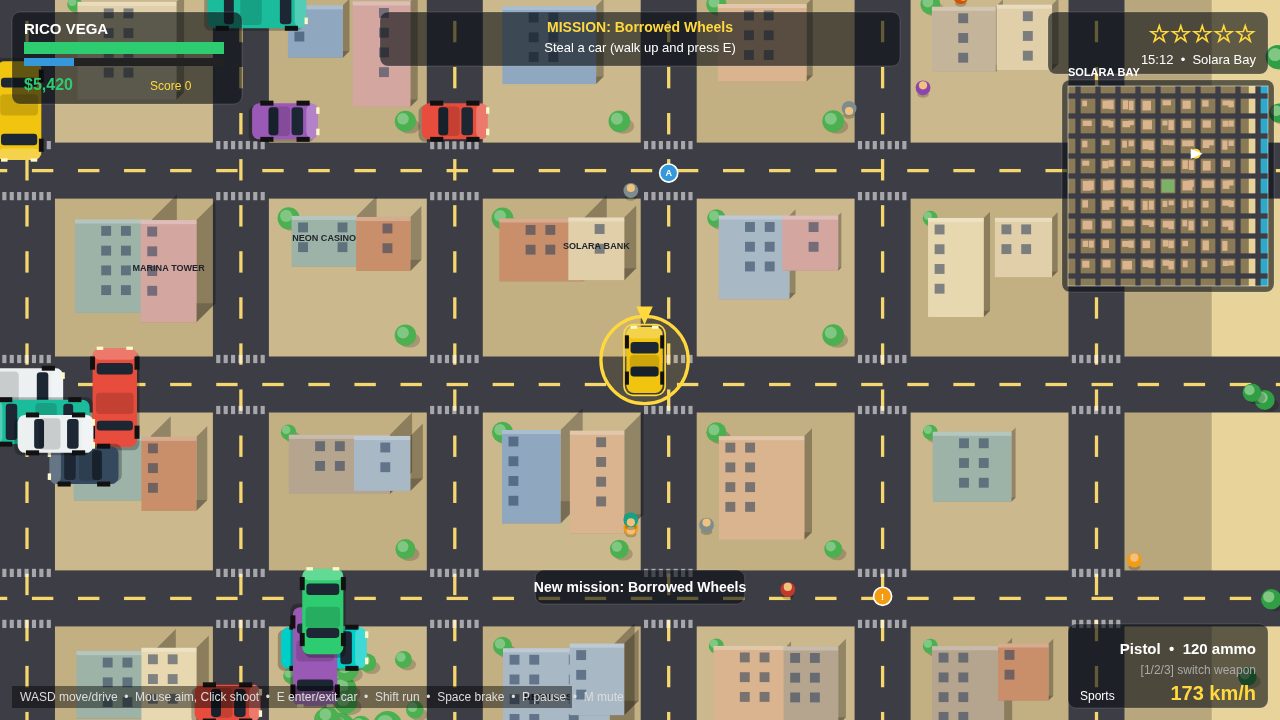 RICO VEGA
$5,420
Score 0
MISSION: Borrowed Wheels
Steal a car (walk up and press E)
☆☆☆☆☆
15:12 • Solara Bay
SOLARA BAY
A
NEON CASINO
SOLARA BANK
MARINA TOWER
New mission: Borrowed Wheels
!
Pistol • 120 ammo
[1/2/3] switch weapon
Sports
173 km/h
WASD move/drive • Mouse aim, Click shoot • E enter/exit car • Shift run • Space brake • P pause • M mute